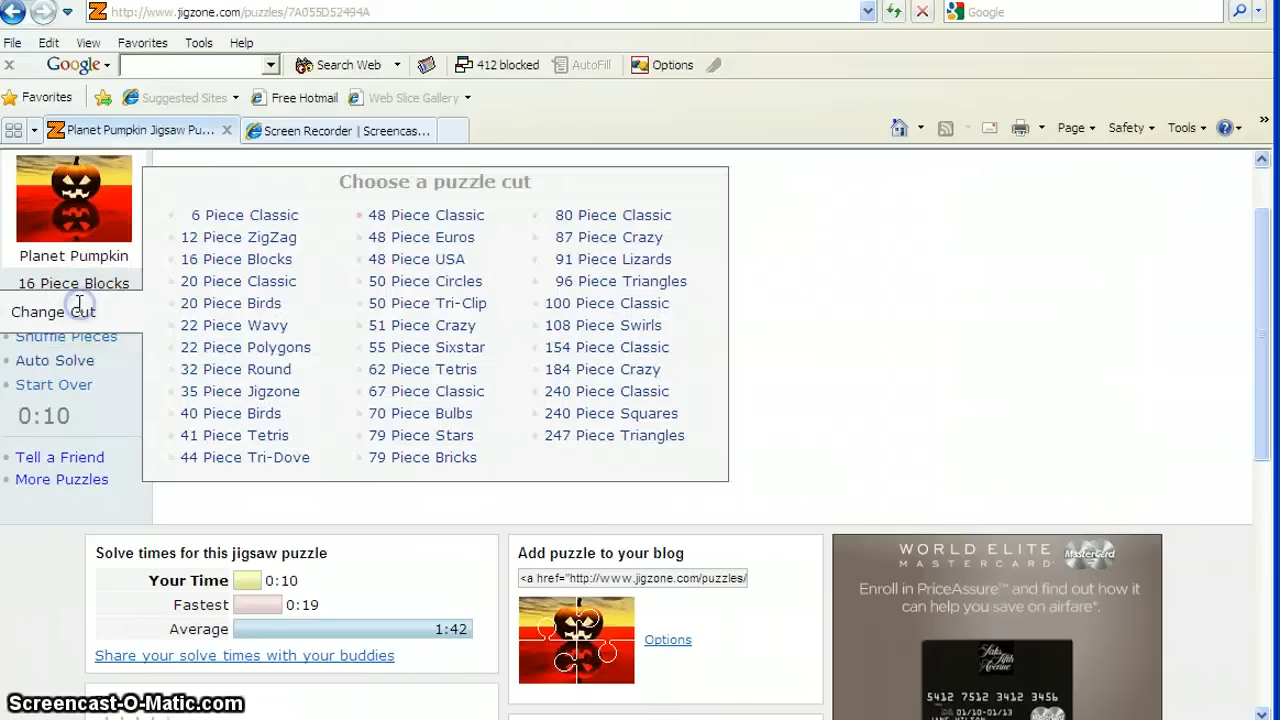 http://www.jigzone.com/puzzles/7A055D52494A
Google
File Edit View Favorites Tools Help
Google Search Web 412 blocked AutoFill Options
Favorites Suggested Sites Free Hotmail Web Slice Gallery
Planet Pumpkin Jigsaw Pu... Screen Recorder | Screencas... Page Safety Tools
Choose a puzzle cut
6 Piece Classic 48 Piece Classic 80 Piece Classic
12 Piece ZigZag 48 Piece Euros 87 Piece Crazy
16 Piece Blocks 48 Piece USA 91 Piece Lizards
20 Piece Classic 50 Piece Circles 96 Piece Triangles
20 Piece Birds 50 Piece Tri-Clip 100 Piece Classic
22 Piece Wavy 51 Piece Crazy 108 Piece Swirls
22 Piece Polygons 55 Piece Sixstar 154 Piece Classic
32 Piece Round 62 Piece Tetris 184 Piece Crazy
35 Piece Jigzone 67 Piece Classic 240 Piece Classic
40 Piece Birds 70 Piece Bulbs 240 Piece Squares
41 Piece Tetris 79 Piece Stars 247 Piece Triangles
44 Piece Tri-Dove 79 Piece Bricks
Planet Pumpkin
16 Piece Blocks
Change Cut
Shuffle Pieces
Auto Solve
Start Over
0:10
Tell a Friend
More Puzzles
Solve times for this jigsaw puzzle
Your Time 0:10
Fastest 0:19
Average 1:42
Share your solve times with your buddies
Add puzzle to your blog
<a href="http://www.jigzone.com/puzzles/
Options
WORLD ELITE
MASTERCARD MasterCard
Enroll in PriceAssure™ and find out how it
can help you save on airfare*.
Saks
Fifth
Avenue
5412 7512 3412 3456
01/10-01/13
Screencast-O-Matic.com